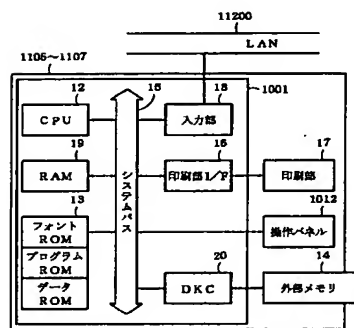 11200
LAN
1105〜1107
12
15
18
1001
CPU
入力部
19
16
17
RAM
印刷部I/F
印刷部
13
システムバス
1012
フォント
ROM
操作パネル
プログラム
ROM
20
14
データ
ROM
DKC
外部メモリ